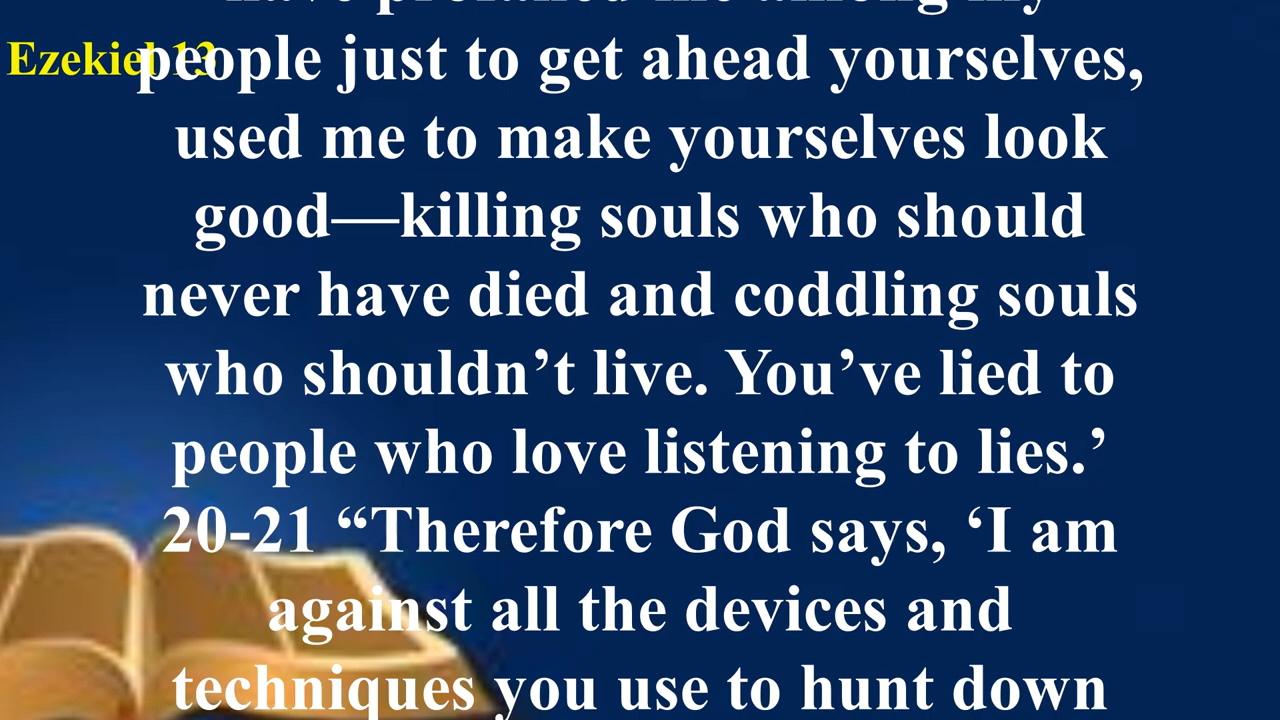 have profaned me among my
Ezekiel 13
people just to get ahead yourselves,
used me to make yourselves look
good—killing souls who should
never have died and coddling souls
who shouldn’t live. You’ve lied to
people who love listening to lies.’
20-21 “Therefore God says, ‘I am
against all the devices and
techniques you use to hunt down